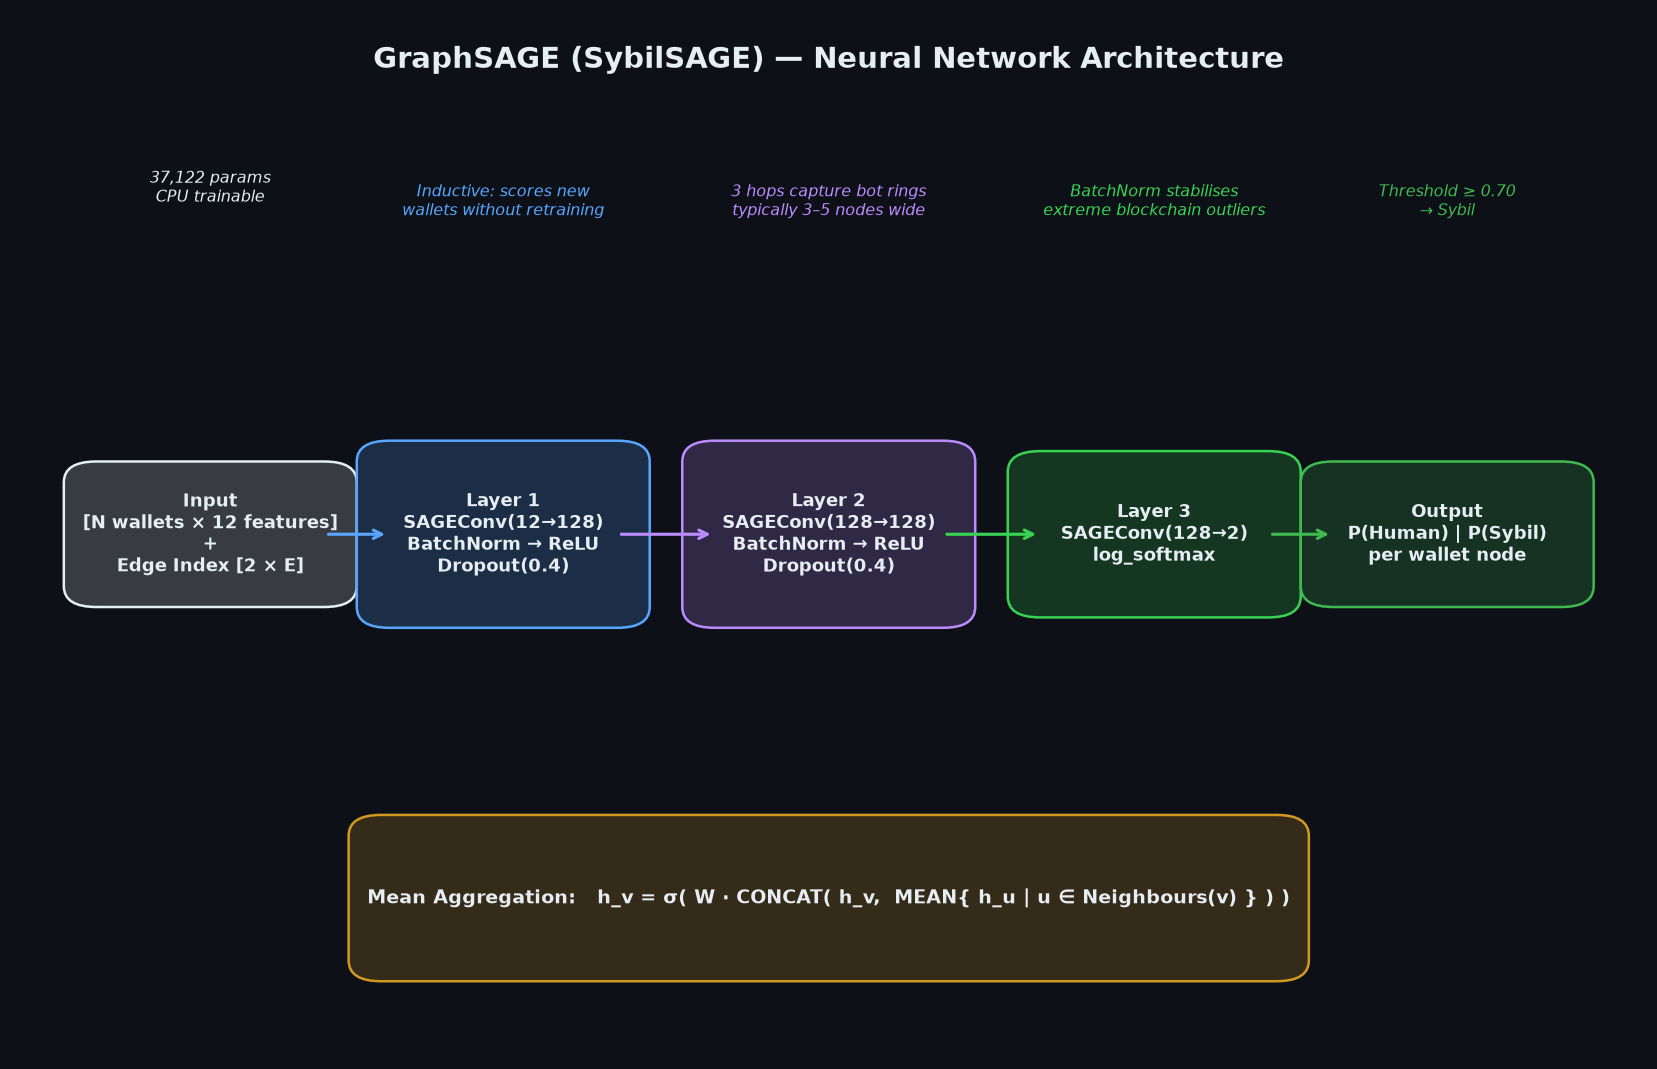 GraphSAGE (SybilSAGE) — Neural Network Architecture
37,122 params
CPU trainable
Inductive: scores new
wallets without retraining
3 hops capture bot rings
typically 3–5 nodes wide
BatchNorm stabilises
extreme blockchain outliers
Threshold ≥ 0.70
→ Sybil
Input
[N wallets × 12 features]
+
Edge Index [2 × E]
Layer 1
SAGEConv(12→128)
BatchNorm → ReLU
Dropout(0.4)
Layer 2
SAGEConv(128→128)
BatchNorm → ReLU
Dropout(0.4)
Layer 3
SAGEConv(128→2)
log_softmax
Output
P(Human) | P(Sybil)
per wallet node
Mean Aggregation:   h_v = σ( W · CONCAT( h_v,  MEAN{ h_u | u ∈ Neighbours(v) } ) )